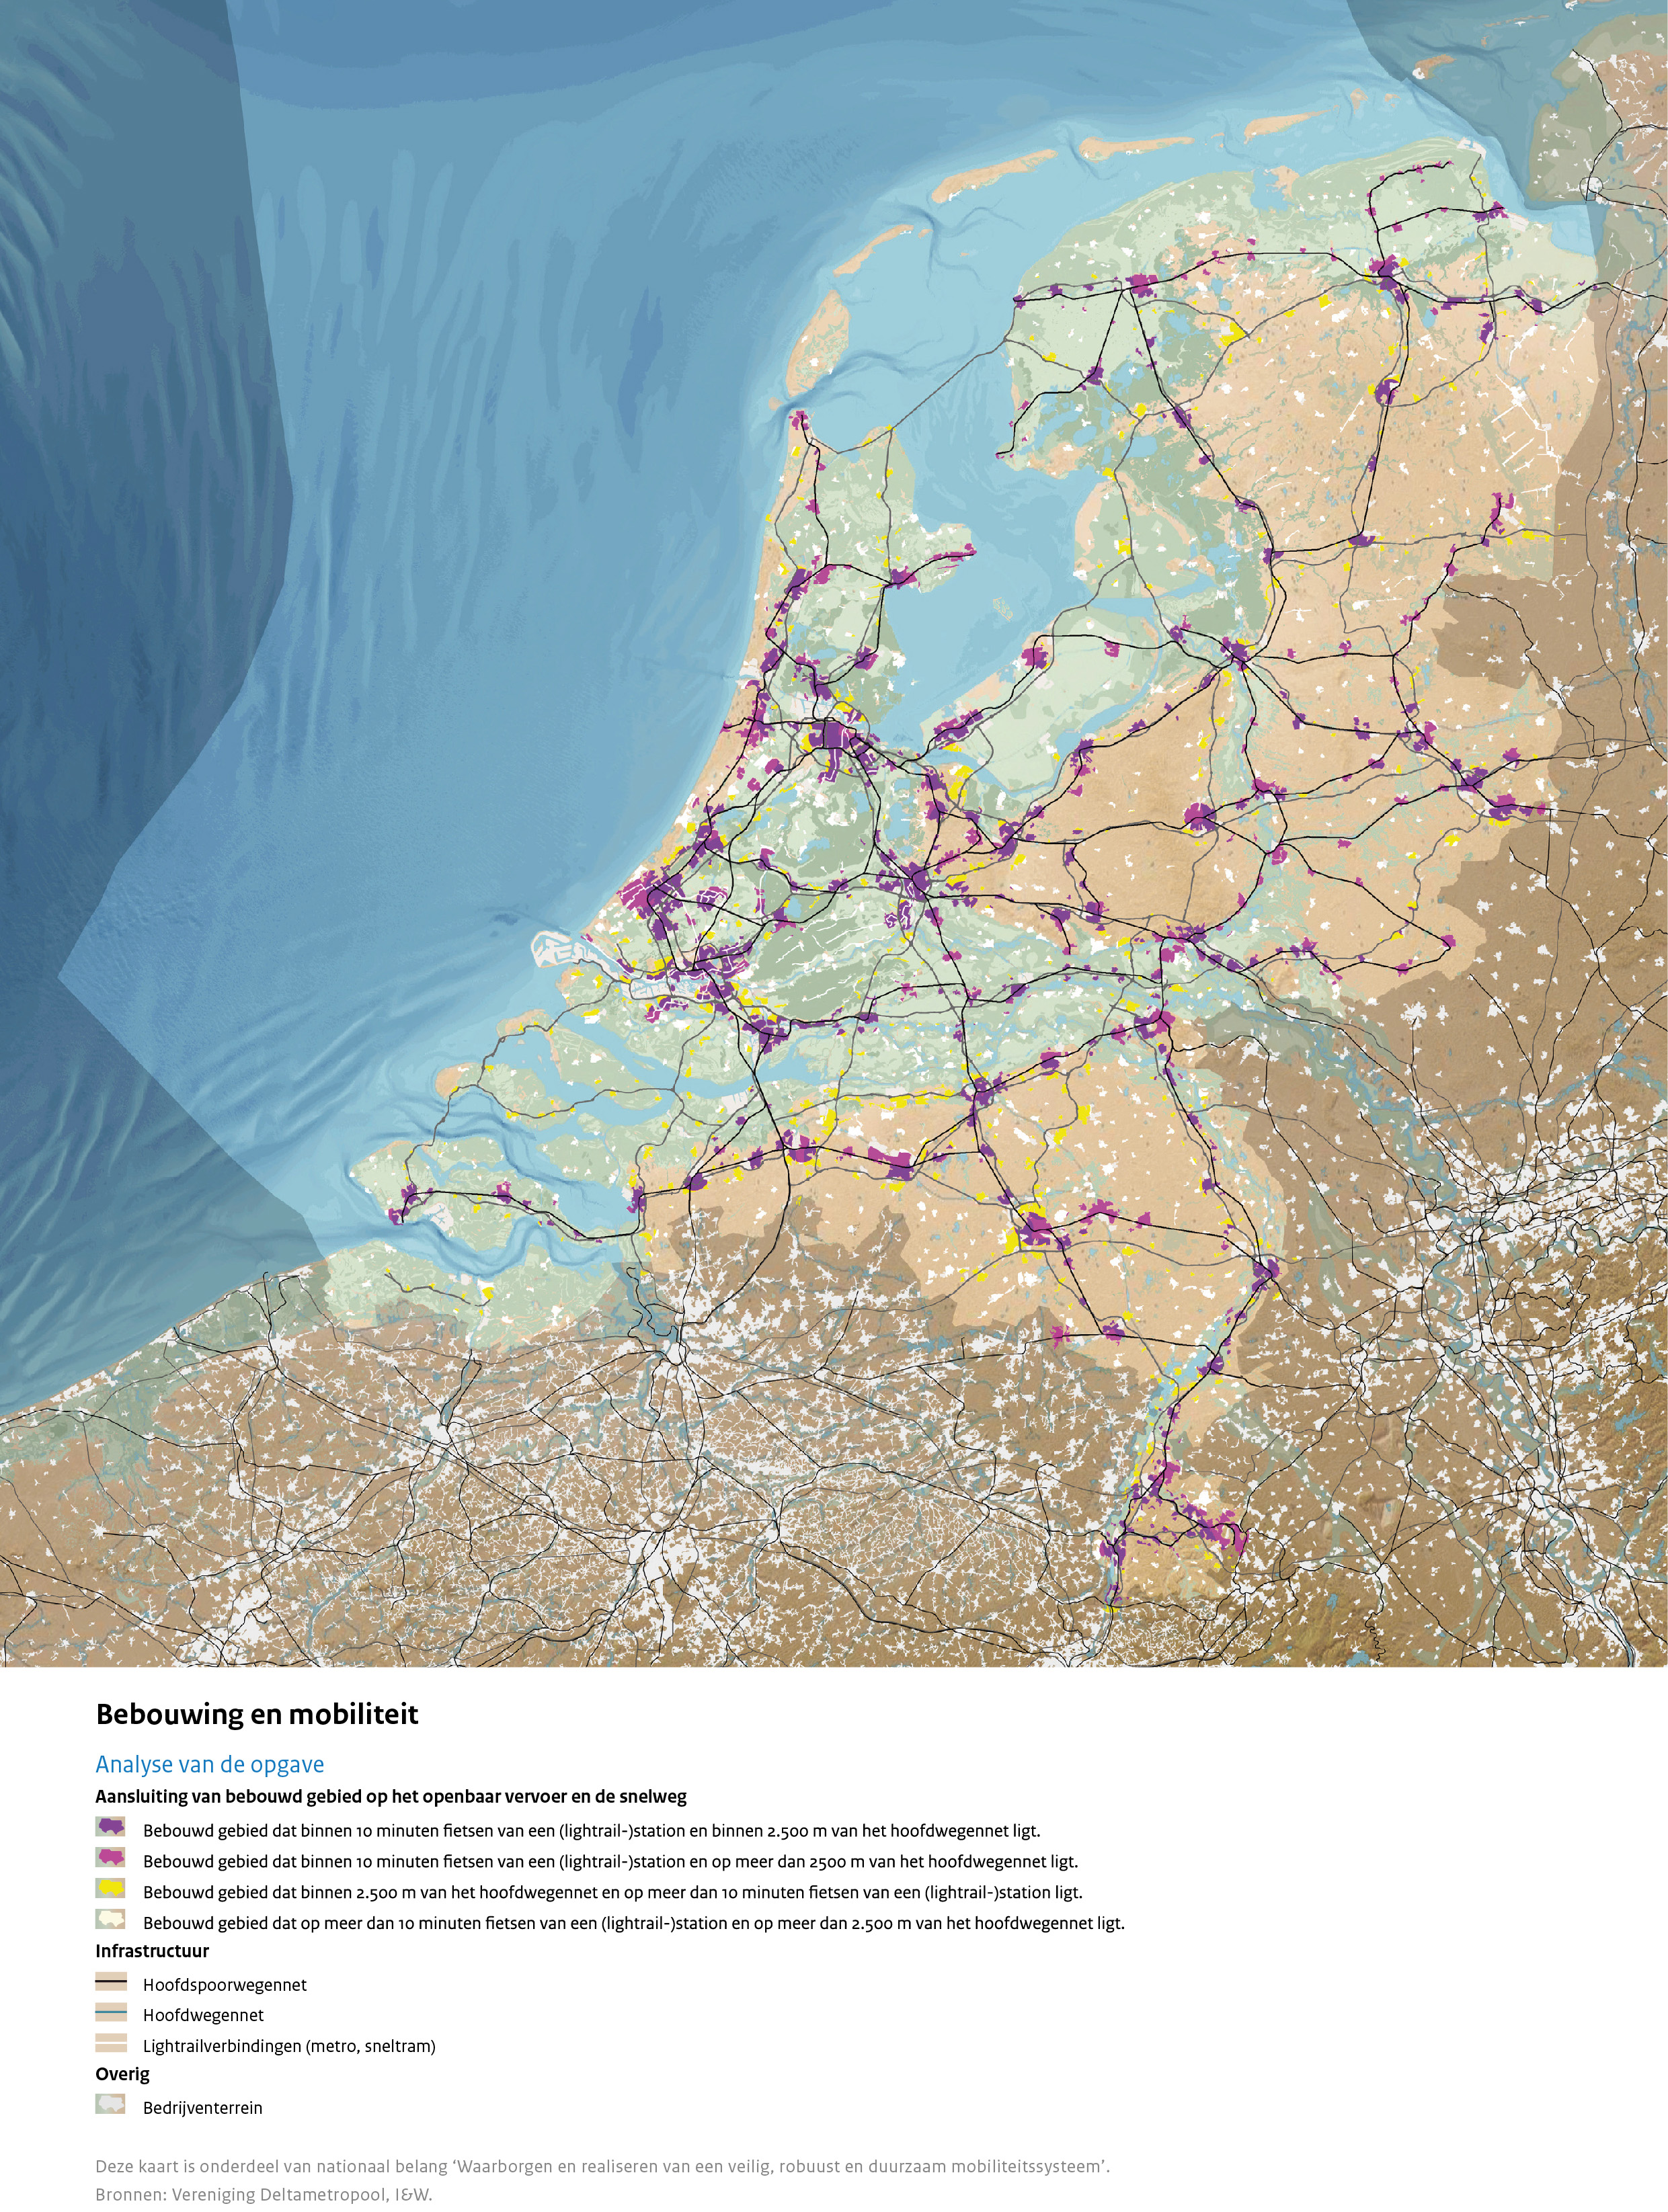 Bebouwing en mobiliteit
Analyse van de opgave
Aansluiting van bebouwd gebied op het openbaar vervoer en de snelweg
Bebouwd gebied dat binnen 10 minuten fietsen van een (lightrail-)station en binnen 2.500 m van het hoofdwegennet ligt.
Bebouwd gebied dat binnen 10 minuten fietsen van een (lightrail-)station en op meer dan 2500 m van het hoofdwegennet ligt.
Bebouwd gebied dat binnen 2.500 m van het hoofdwegennet en op meer dan 10 minuten fietsen van een (lightrail-)station ligt.
Bebouwd gebied dat op meer dan 10 minuten fietsen van een (lightrail-)station en op meer dan 2.500 m van het hoofdwegennet ligt.
Infrastructuur
Hoofdspoorwegennet
Hoofdwegennet
Lightrailverbindingen (metro, sneltram)
Overig
Bedrijventerrein
Deze kaart is onderdeel van nationaal belang ‘Waarborgen en realiseren van een veilig, robuust en duurzaam mobiliteitssysteem’.
Bronnen: Vereniging Deltametropool, I&W.